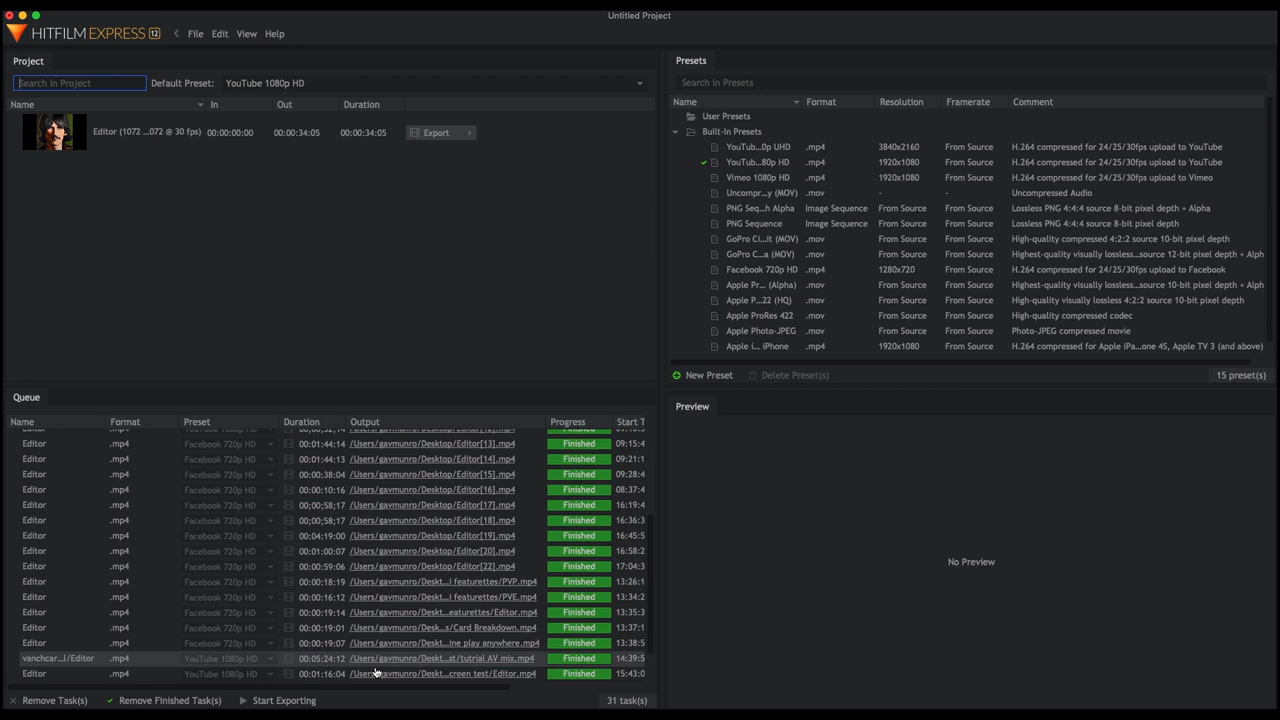 Untitled Project
HITFILM EXPRESS 12 File Edit View Help
Project
Search in Project Default Preset: YouTube 1080p HD
Name In Out Duration
Editor (1072 ...072 @ 30 fps) 00:00:00:00 00:00:34:05 00:00:34:05 Export
Presets
Search In Presets
Name Format Resolution Framerate Comment
User Presets
Built-In Presets
YouTub...0p UHD .mp4 3840x2160 From Source H.264 compressed for 24/25/30fps upload to YouTube
YouTub...80p HD .mp4 1920x1080 From Source H.264 compressed for 24/25/30fps upload to YouTube
Vimeo 1080p HD .mp4 1920x1080 From Source H.264 compressed for 24/25/30fps upload to Vimeo
Uncompr...y (MOV) .mov - - Uncompressed Audio
PNG Seq...h Alpha Image Sequence From Source From Source Lossless PNG 4:4:4 source 8-bit pixel depth + Alpha
PNG Sequence Image Sequence From Source From Source Lossless PNG 4:4:4 source 8-bit pixel depth
GoPro Ci...it (MOV) .mov From Source From Source High-quality compressed 4:2:2 source 10-bit pixel depth
GoPro C...a (MOV) .mov From Source From Source Highest-quality visually lossless...source 12-bit pixel depth + Alph
Facebook 720p HD .mp4 1280x720 From Source H.264 compressed for 24/25/30fps upload to Facebook
Apple Pr... (Alpha) .mov From Source From Source Highest-quality visually lossless...source 10-bit pixel depth + Alph
Apple P...22 (HQ) .mov From Source From Source High-quality visually lossless 4:2:2 source 10-bit pixel depth
Apple ProRes 422 .mov From Source From Source High-quality compressed codec
Apple Photo-JPEG .mov From Source From Source Photo-JPEG compressed movie
Apple i... iPhone .mp4 1920x1080 From Source H.264 compressed for Apple iPa...one 4S, Apple TV 3 (and above)
New Preset Delete Preset(s) 15 preset(s)
Queue
Name Format Preset Duration Output Progress Start T
Editor .mp4 Facebook 720p HD 00:01:44:14 /Users/gavmunro/Desktop/Editor[13].mp4 Finished 09:15:4
Editor .mp4 Facebook 720p HD 00:01:44:13 /Users/gavmunro/Desktop/Editor[14].mp4 Finished 09:21:1
Editor .mp4 Facebook 720p HD 00:00:38:04 /Users/gavmunro/Desktop/Editor[15].mp4 Finished 09:28:4
Editor .mp4 Facebook 720p HD 00:00:10:16 /Users/gavmunro/Desktop/Editor[16].mp4 Finished 08:37:4
Editor .mp4 Facebook 720p HD 00;00;58;17 /Users/gavmunro/Desktop/Editor[17].mp4 Finished 16:19:4
Editor .mp4 Facebook 720p HD 00;00;58;17 /Users/gavmunro/Desktop/Editor[18].mp4 Finished 16:36:3
Editor .mp4 Facebook 720p HD 00:04:19:00 /Users/gavmunro/Desktop/Editor[19].mp4 Finished 16:45:5
Editor .mp4 Facebook 720p HD 00:01:00:07 /Users/gavmunro/Desktop/Editor[20].mp4 Finished 16:58:2
Editor .mp4 Facebook 720p HD 00:00:59:06 /Users/gavmunro/Desktop/Editor[22].mp4 Finished 17:04:3
Editor .mp4 Facebook 720p HD 00:00:18:19 /Users/gavmunro/Deskt...i featurettes/PVP.mp4 Finished 13:26:1
Editor .mp4 Facebook 720p HD 00:00:16:12 /Users/gavmunro/Deskt...i featurettes/PVE.mp4 Finished 13:34:2
Editor .mp4 Facebook 720p HD 00:00:19:14 /Users/gavmunro/Deskt...eaturettes/Editor.mp4 Finished 13:35:3
Editor .mp4 Facebook 720p HD 00:00:19:01 /Users/gavmunro/Deskt...s/Card Breakdown.mp4 Finished 13:38:1
Editor .mp4 Facebook 720p HD 00:00:19:07 /Users/gavmunro/Deskt...ine play anywhere.mp4 Finished 13:38:5
vanchcar...l/Editor .mp4 YouTube 1080p HD 00:05:24:12 /Users/gavmunro/Deskt...st/tutrial AV mix.mp4 Finished 14:39:5
Editor .mp4 YouTube 1080p HD 00:01:16:04 /Users/gavmunro/Deskt...creen test/Editor.mp4 Finished 15:43:0
Remove Task(s) Remove Finished Task(s) Start Exporting 31 task(s)
Preview
No Preview